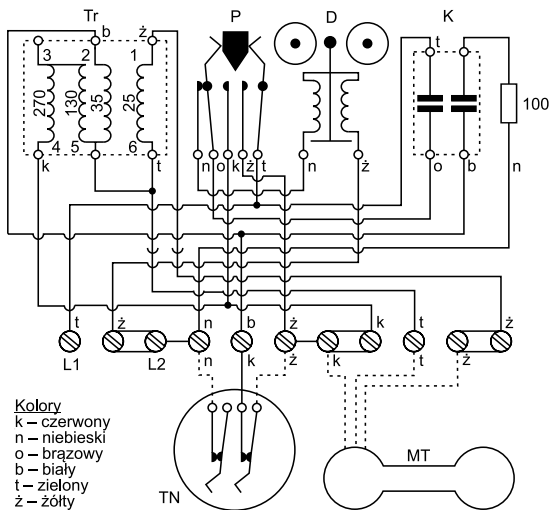 Tr P D K
b ż t
3 2 1
270 130 35 25
100
4 5 6
k t n o k ż t n ż o b n
t ż n b ż k t ż
L1 L2 n k ż k t ż
Kolory
k – czerwony
n – niebieski
o – brązowy
b – biały
t – zielony
ż – żółty
TN
MT